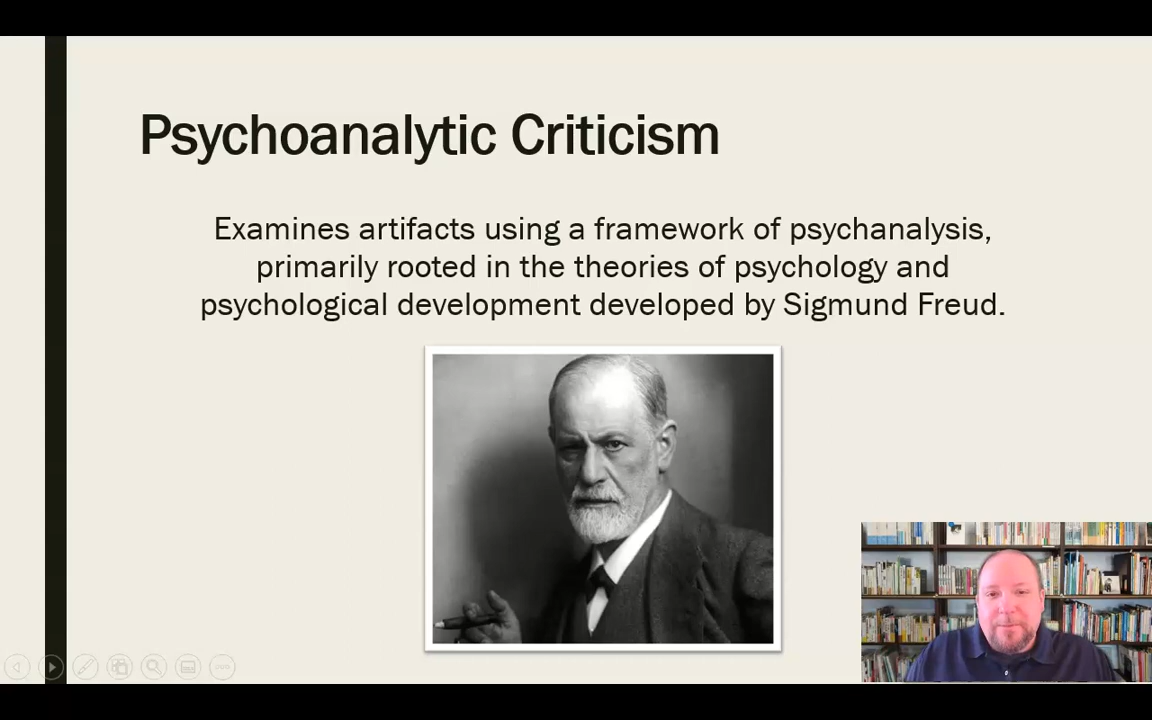 Psychoanalytic Criticism
Examines artifacts using a framework of psychanalysis,
primarily rooted in the theories of psychology and
psychological development developed by Sigmund Freud.